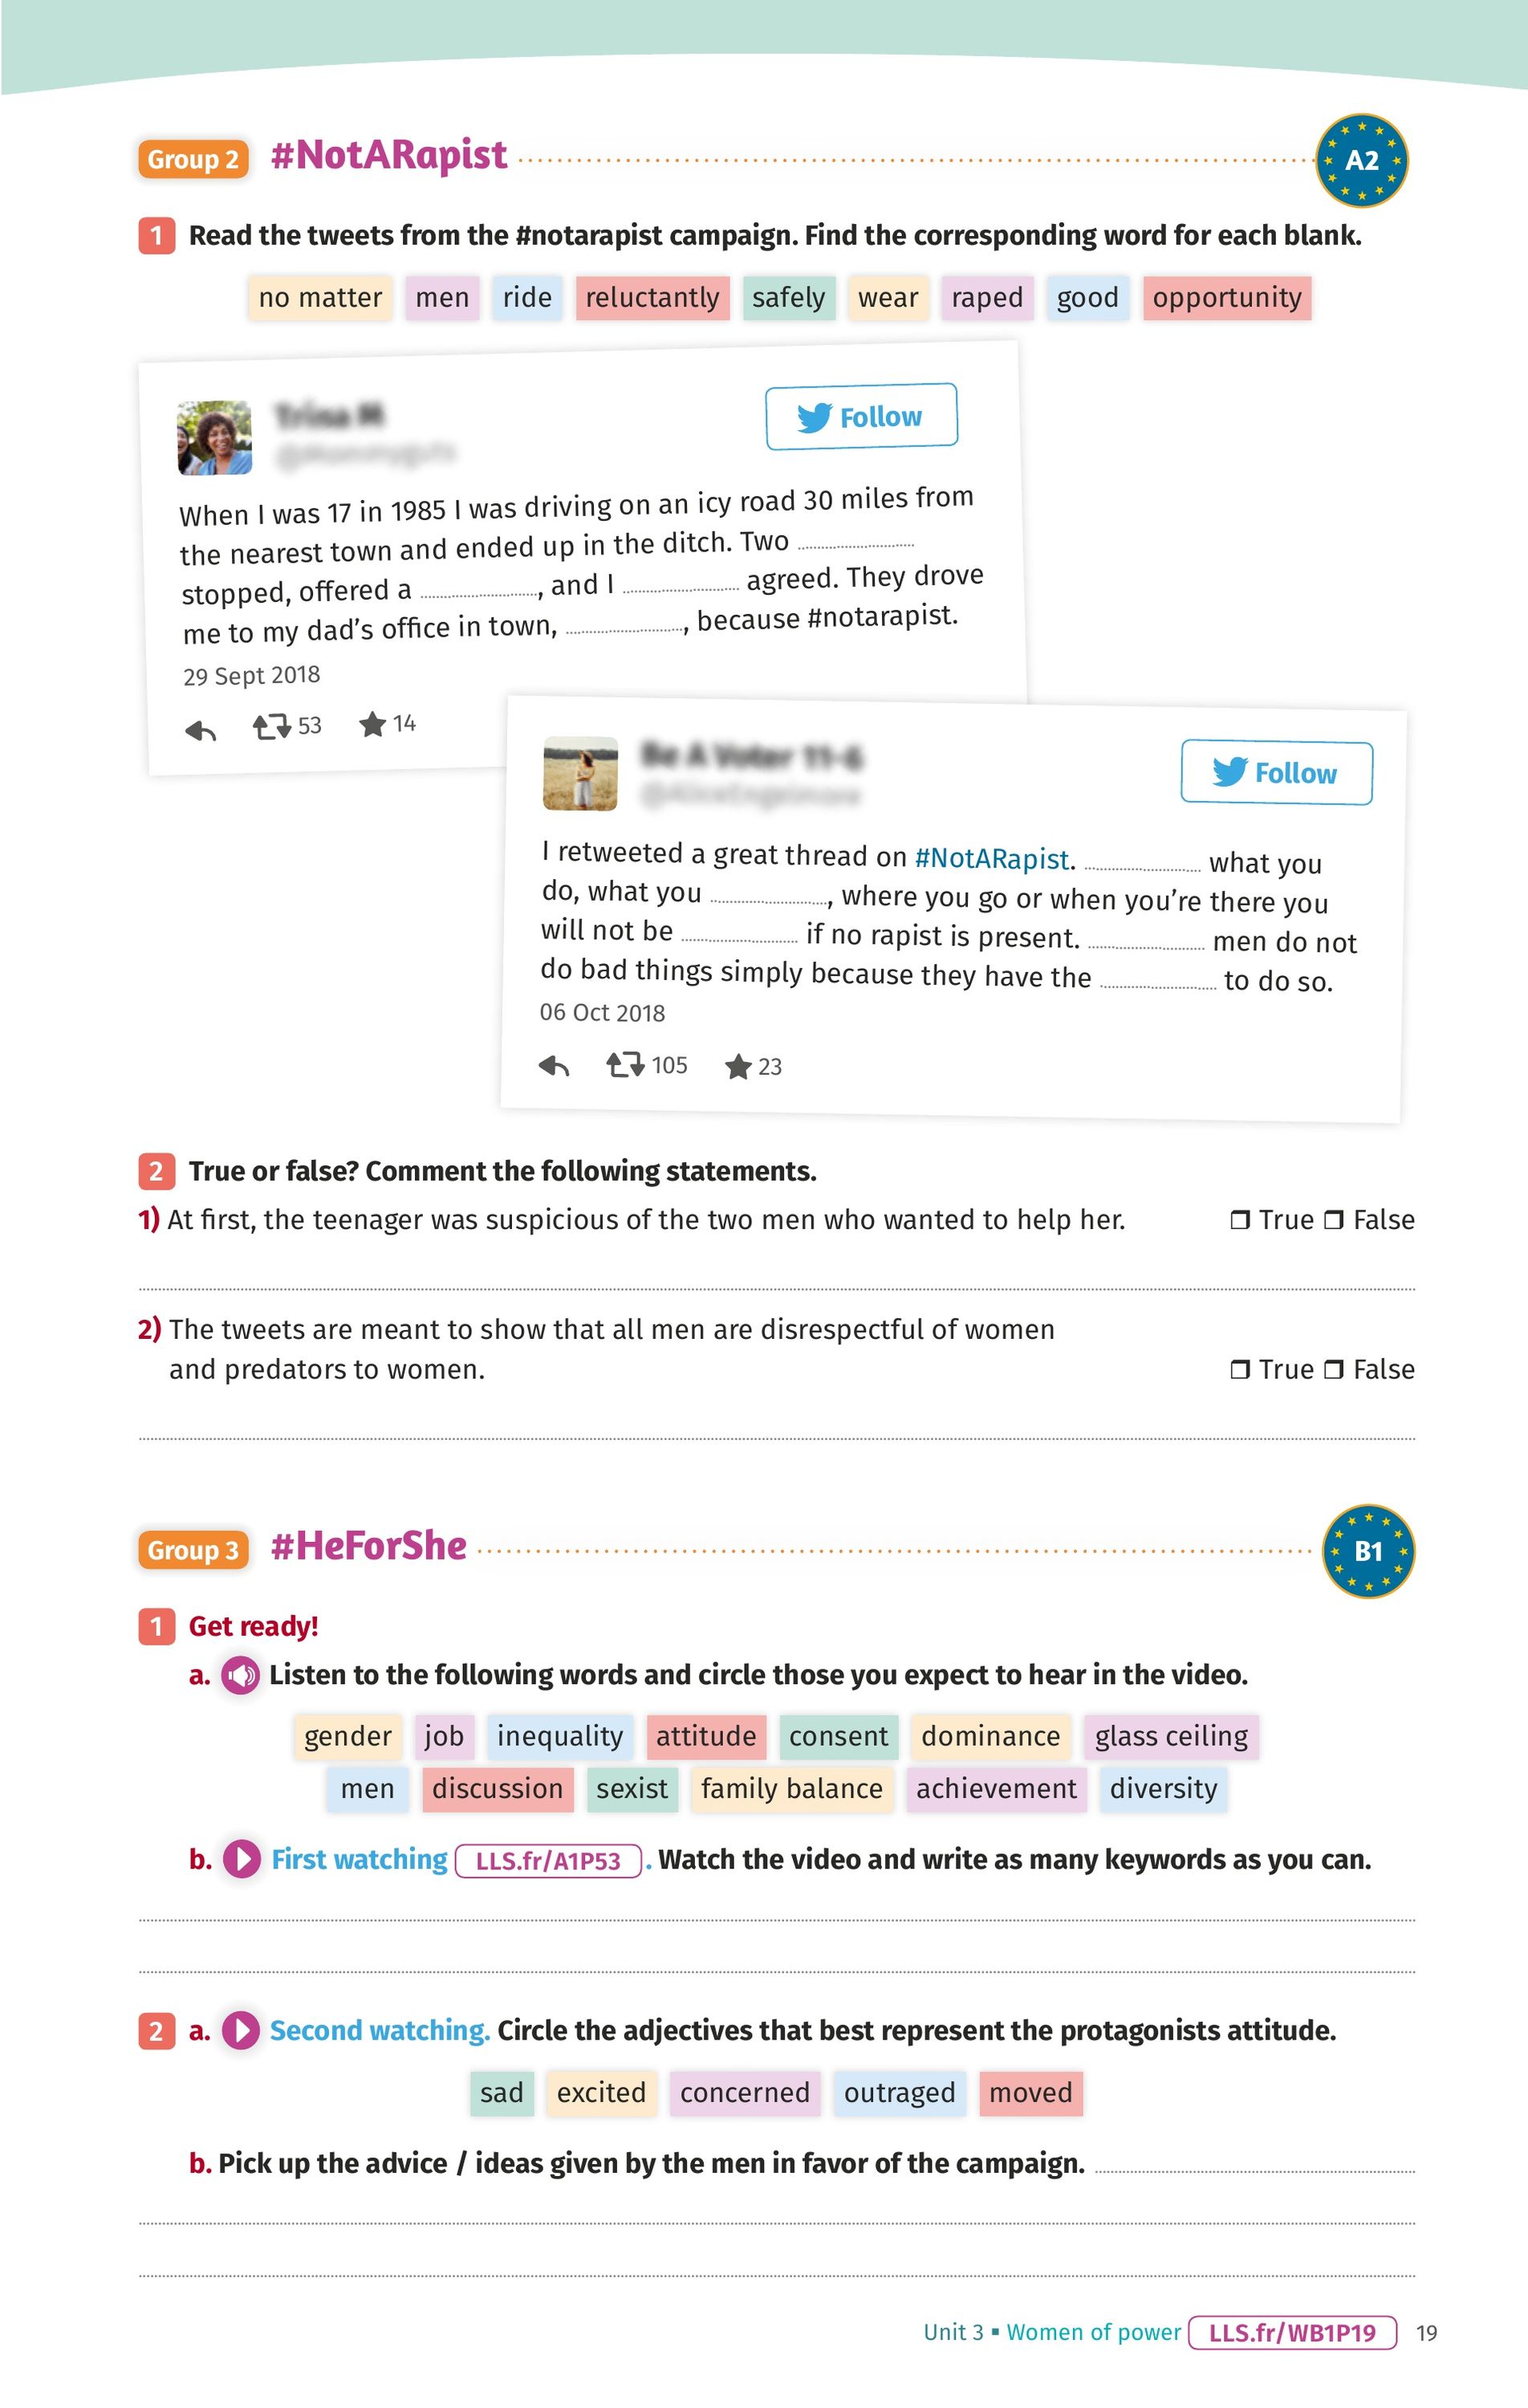 Group 2 #NotARapist A2
1 Read the tweets from the #notarapist campaign. Find the corresponding word for each blank.
no matter men ride reluctantly safely wear raped good opportunity
Trina M
Follow
When I was 17 in 1985 I was driving on an icy road 30 miles from
the nearest town and ended up in the ditch. Two ....................
stopped, offered a ...................., and I .................... agreed. They drove
me to my dad’s office in town, ...................., because #notarapist.
29 Sept 2018
53 14
Be A Voter 11-6
Follow
I retweeted a great thread on #NotARapist. .................... what you
do, what you ...................., where you go or when you’re there you
will not be .................... if no rapist is present. .................... men do not
do bad things simply because they have the .................... to do so.
06 Oct 2018
105 23
2 True or false? Comment the following statements.
1) At first, the teenager was suspicious of the two men who wanted to help her. ❒ True ❒ False
2) The tweets are meant to show that all men are disrespectful of women
and predators to women. ❒ True ❒ False
Group 3 #HeForShe B1
1 Get ready!
a. Listen to the following words and circle those you expect to hear in the video.
gender job inequality attitude consent dominance glass ceiling
men discussion sexist family balance achievement diversity
b. First watching LLS.fr/A1P53 . Watch the video and write as many keywords as you can.
2 a. Second watching. Circle the adjectives that best represent the protagonists attitude.
sad excited concerned outraged moved
b. Pick up the advice / ideas given by the men in favor of the campaign.
Unit 3 ▪ Women of power LLS.fr/WB1P19 19